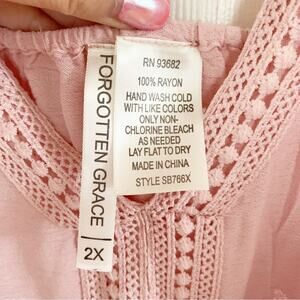 FORGOTTEN GRACE
2X
RN 93682
100% RAYON
HAND WASH COLD
WITH LIKE COLORS
ONLY NON-
CHLORINE BLEACH
AS NEEDED
LAY FLAT TO DRY
MADE IN CHINA
STYLE SB766X